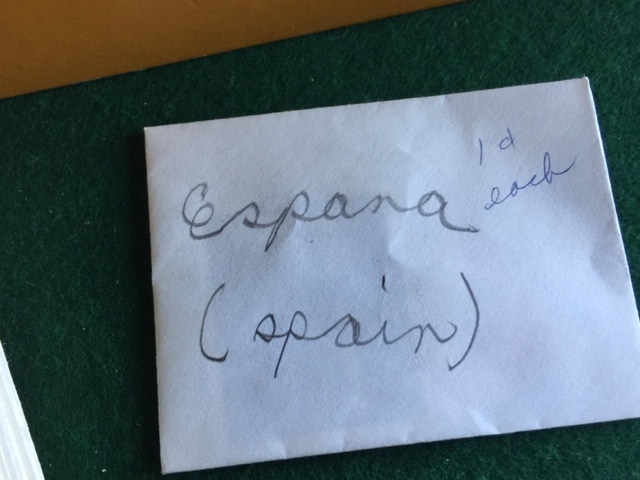 1d
each
Espana
(spain)